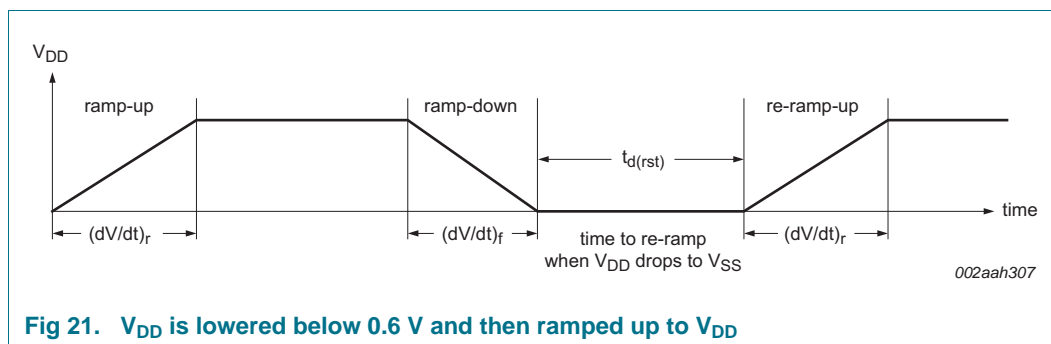 VDD
ramp-up
ramp-down
re-ramp-up
td(rst)
time
(dV/dt)r
(dV/dt)f
time to re-ramp
when VDD drops to VSS
(dV/dt)r
002aah307
Fig 21. VDD is lowered below 0.6 V and then ramped up to VDD